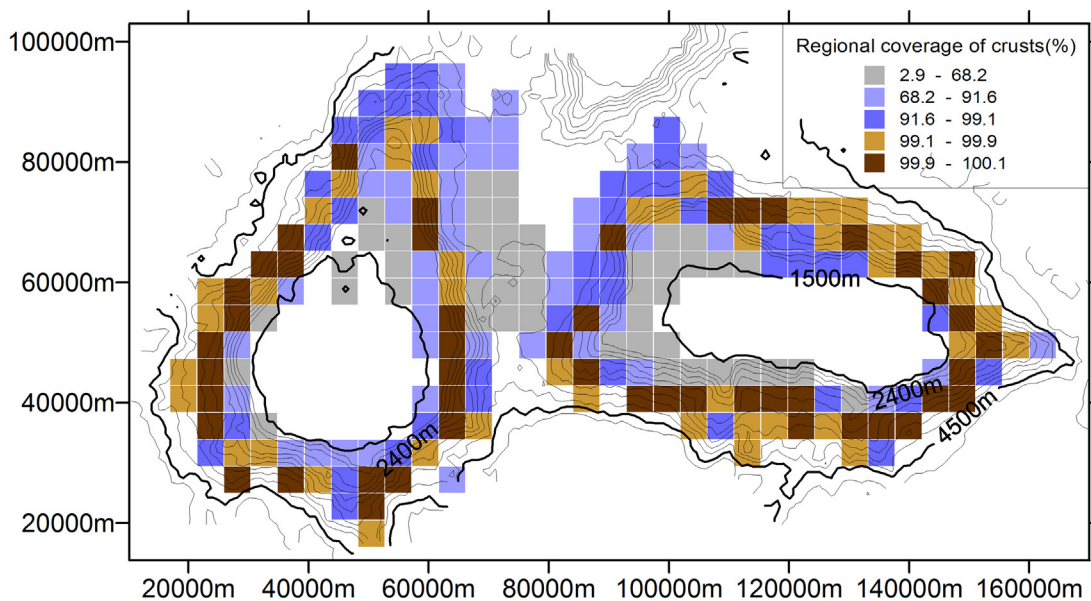 100000m
80000m
60000m
40000m
20000m
Regional coverage of crusts(%)
2.9 - 68.2
68.2 - 91.6
91.6 - 99.1
99.1 - 99.9
99.9 - 100.1
1500m
2400m
2400m
4500m
20000m 40000m 60000m 80000m 100000m 120000m 140000m 160000m